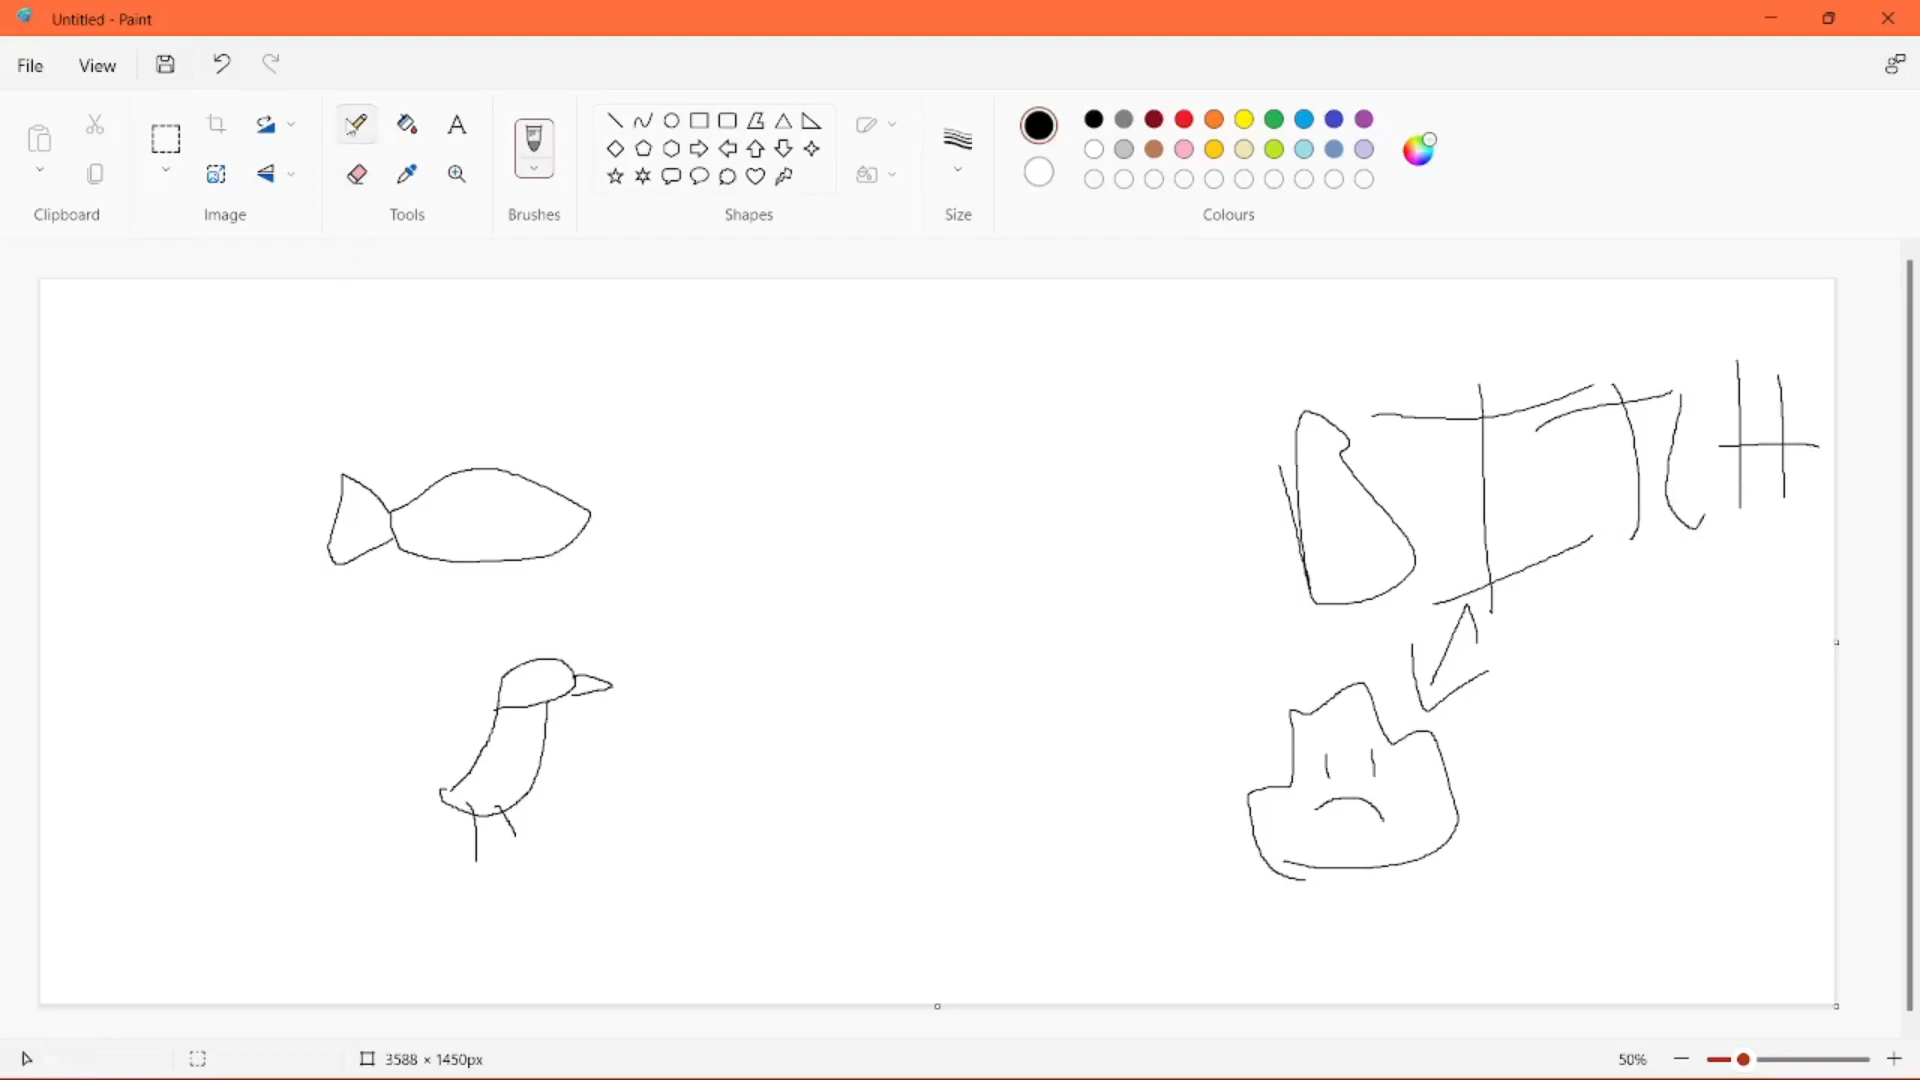 Untitled - Paint
File View
Clipboard Image Tools Brushes Shapes Size Colours
3588 × 1450px 50%